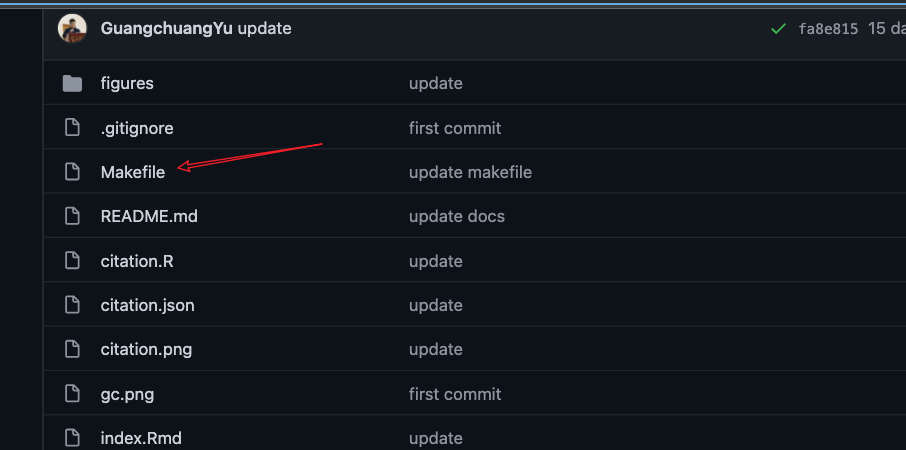 GuangchuangYu update fa8e815 15 da
figures update
.gitignore first commit
Makefile update makefile
README.md update docs
citation.R update
citation.json update
citation.png update
gc.png first commit
index.Rmd update